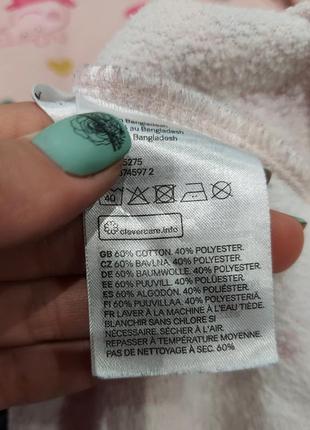 Bangladesh
au Bangladesh
Bangladesh
5275
974597 2
40
clevercare.info
GB 60% COTTON. 40% POLYESTER.
CZ 60% BAVLNA. 40% POLYESTER.
DE 60% BAUMWOLLE. 40% POLYESTER.
EE 60% PUUVILL. 40% POLÜESTER.
ES 60% ALGODÓN. 40% POLIÉSTER.
FI 60% PUUVILLAA. 40% POLYESTERIÄ.
FR LAVER À LA MACHINE À L'EAU TIÈDE.
BLANCHIR SANS CHLORE SI
NÉCESSAIRE. SÉCHER À L'AIR.
REPASSER À TEMPÉRATURE MOYENNE
PAS DE NETTOYAGE À SEC. 60%